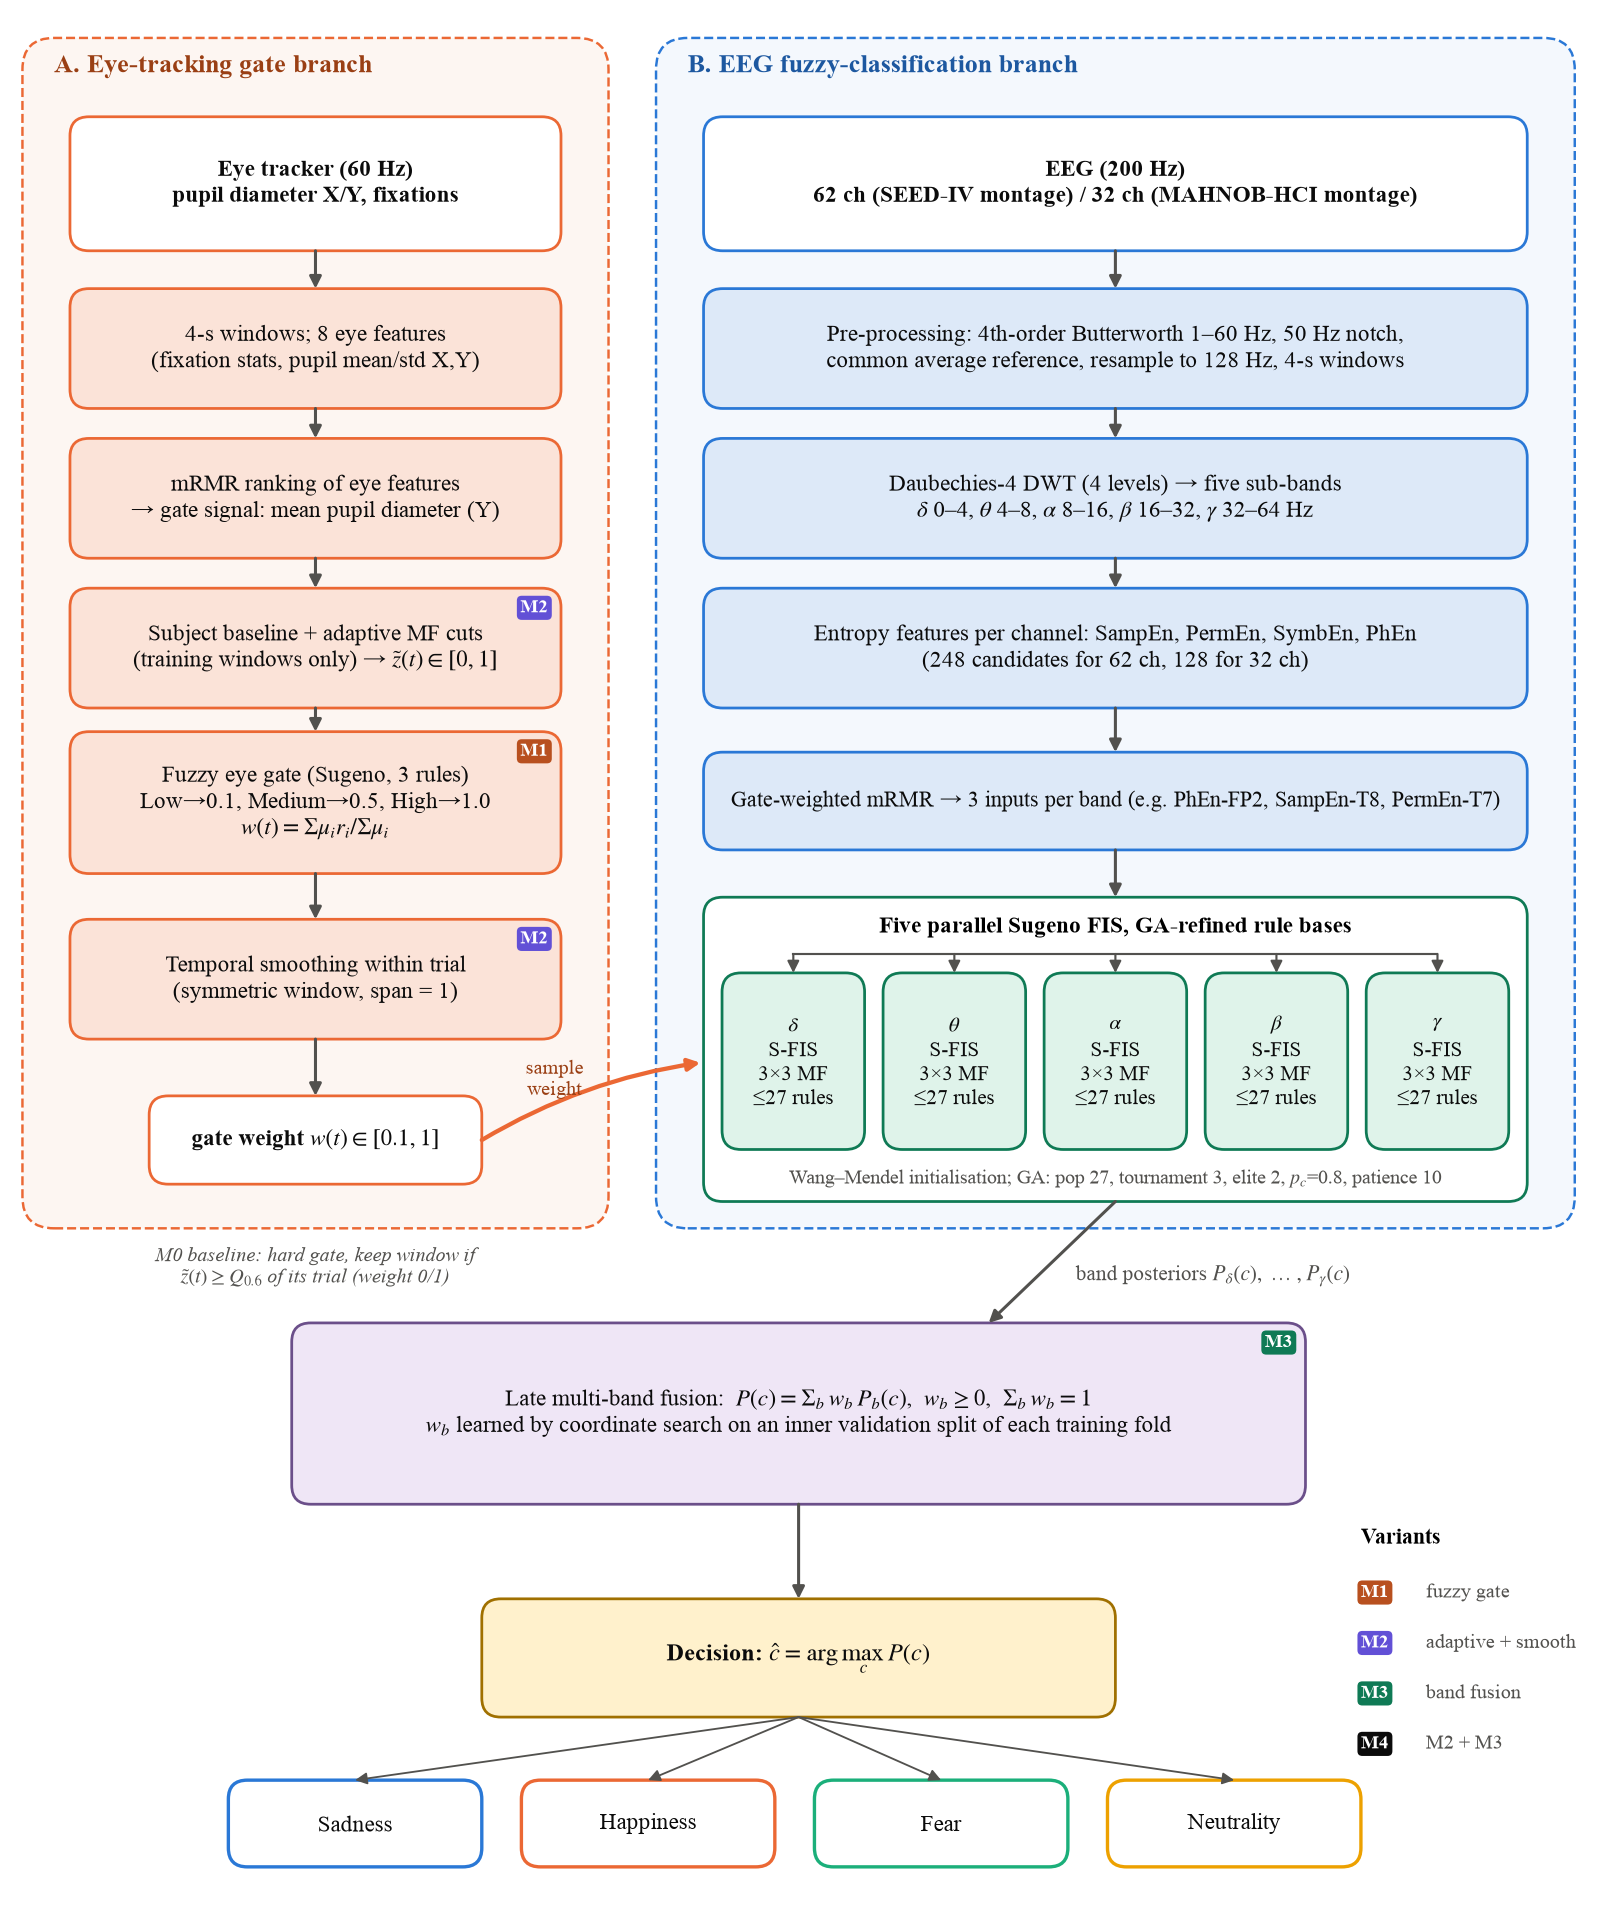 A. Eye-tracking gate branch
Eye tracker (60 Hz)
pupil diameter X/Y, fixations
4-s windows; 8 eye features
(fixation stats, pupil mean/std X,Y)
mRMR ranking of eye features
→ gate signal: mean pupil diameter (Y)
M2
Subject baseline + adaptive MF cuts
(training windows only) → z̃(t) ∈ [0, 1]
M1
Fuzzy eye gate (Sugeno, 3 rules)
Low→0.1, Medium→0.5, High→1.0
w(t) = Σμᵢrᵢ/Σμᵢ
M2
Temporal smoothing within trial
(symmetric window, span = 1)
gate weight w(t) ∈ [0.1, 1]
sample
weight
M0 baseline: hard gate, keep window if
z̃(t) ≥ Q₀.₆ of its trial (weight 0/1)
B. EEG fuzzy-classification branch
EEG (200 Hz)
62 ch (SEED-IV montage) / 32 ch (MAHNOB-HCI montage)
Pre-processing: 4th-order Butterworth 1–60 Hz, 50 Hz notch,
common average reference, resample to 128 Hz, 4-s windows
Daubechies-4 DWT (4 levels) → five sub-bands
δ 0–4, θ 4–8, α 8–16, β 16–32, γ 32–64 Hz
Entropy features per channel: SampEn, PermEn, SymbEn, PhEn
(248 candidates for 62 ch, 128 for 32 ch)
Gate-weighted mRMR → 3 inputs per band (e.g. PhEn-FP2, SampEn-T8, PermEn-T7)
Five parallel Sugeno FIS, GA-refined rule bases
δ
S-FIS
3×3 MF
≤27 rules
θ
S-FIS
3×3 MF
≤27 rules
α
S-FIS
3×3 MF
≤27 rules
β
S-FIS
3×3 MF
≤27 rules
γ
S-FIS
3×3 MF
≤27 rules
Wang–Mendel initialisation; GA: pop 27, tournament 3, elite 2, p_c=0.8, patience 10
band posteriors P_δ(c), … , P_γ(c)
M3
Late multi-band fusion: P(c) = Σ_b w_b P_b(c), w_b ≥ 0, Σ_b w_b = 1
w_b learned by coordinate search on an inner validation split of each training fold
Decision: ĉ = arg max_c P(c)
Sadness
Happiness
Fear
Neutrality
Variants
M1 fuzzy gate
M2 adaptive + smooth
M3 band fusion
M4 M2 + M3